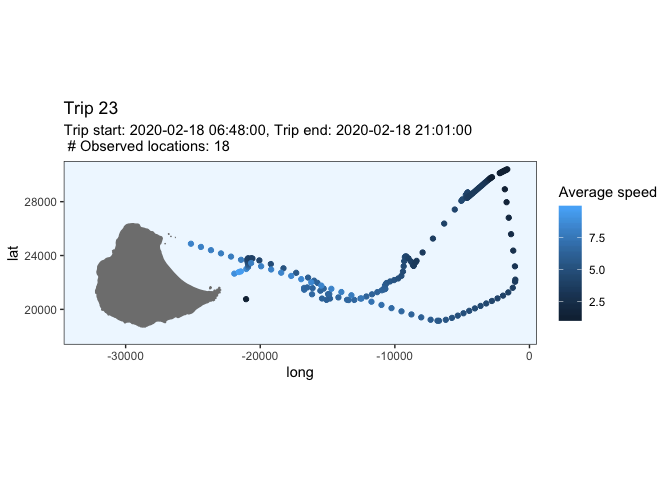 Trip 23
Trip start: 2020-02-18 06:48:00, Trip end: 2020-02-18 21:01:00
# Observed locations: 18
28000
24000
20000
lat
-30000
-20000
-10000
0
long
Average speed
7.5
5.0
2.5